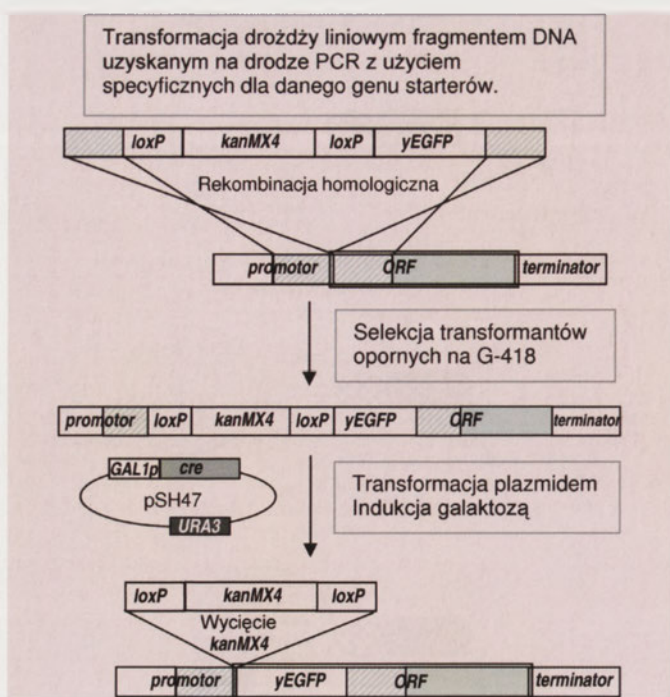 Transformacja drożdży liniowym fragmentem DNA
uzyskanym na drodze PCR z użyciem
specyficznych dla danego genu starterów.
loxP kanMX4 loxP yEGFP
Rekombinacja homologiczna
promotor ORF terminator
Selekcja transformantów
opornych na G-418
promotor loxP kanMX4 loxP yEGFP ORF terminator
GAL1p cre
pSH47
URA3
Transformacja plazmidem
Indukcja galaktozą
loxP kanMX4 loxP
Wycięcie
kanMX4
promotor yEGFP ORF terminator